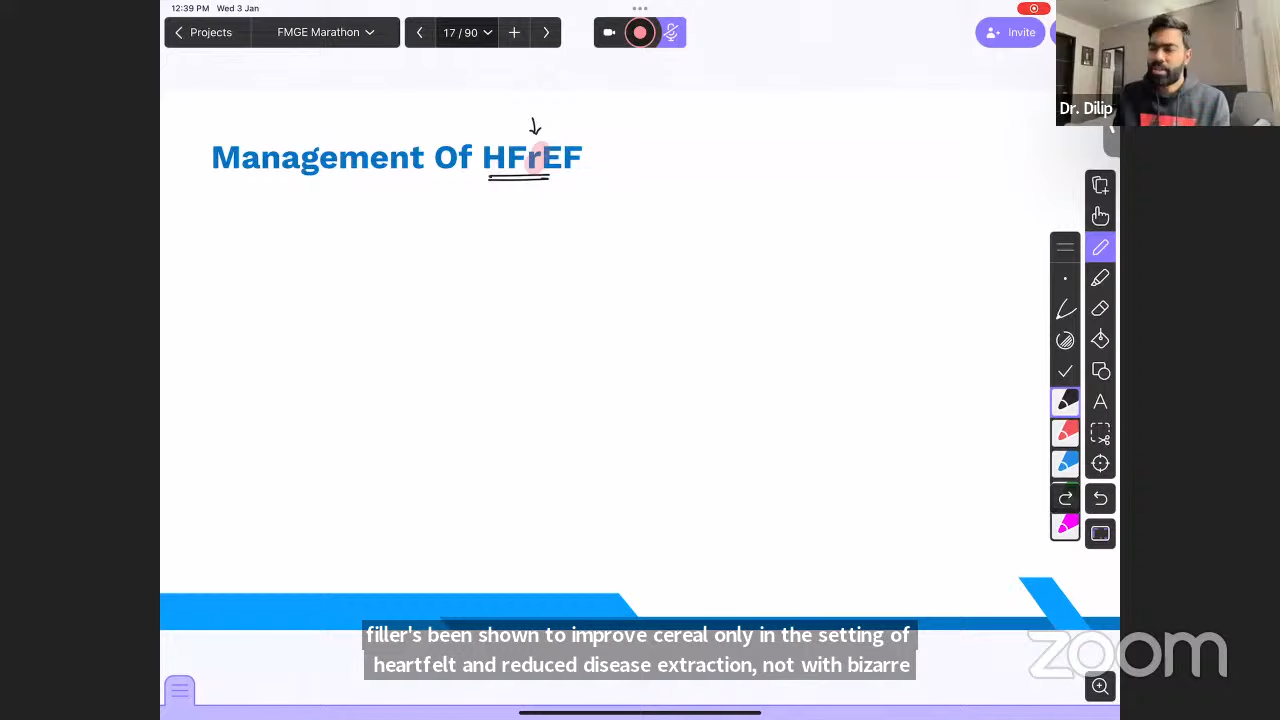 12:39 PM Wed 3 Jan
Projects
FMGE Marathon
17 / 90
Invite
Dr. Dilip
Management Of HFrEF
A
filler's been shown to improve cereal only in the setting of
heartfelt and reduced disease extraction, not with bizarre
zoom